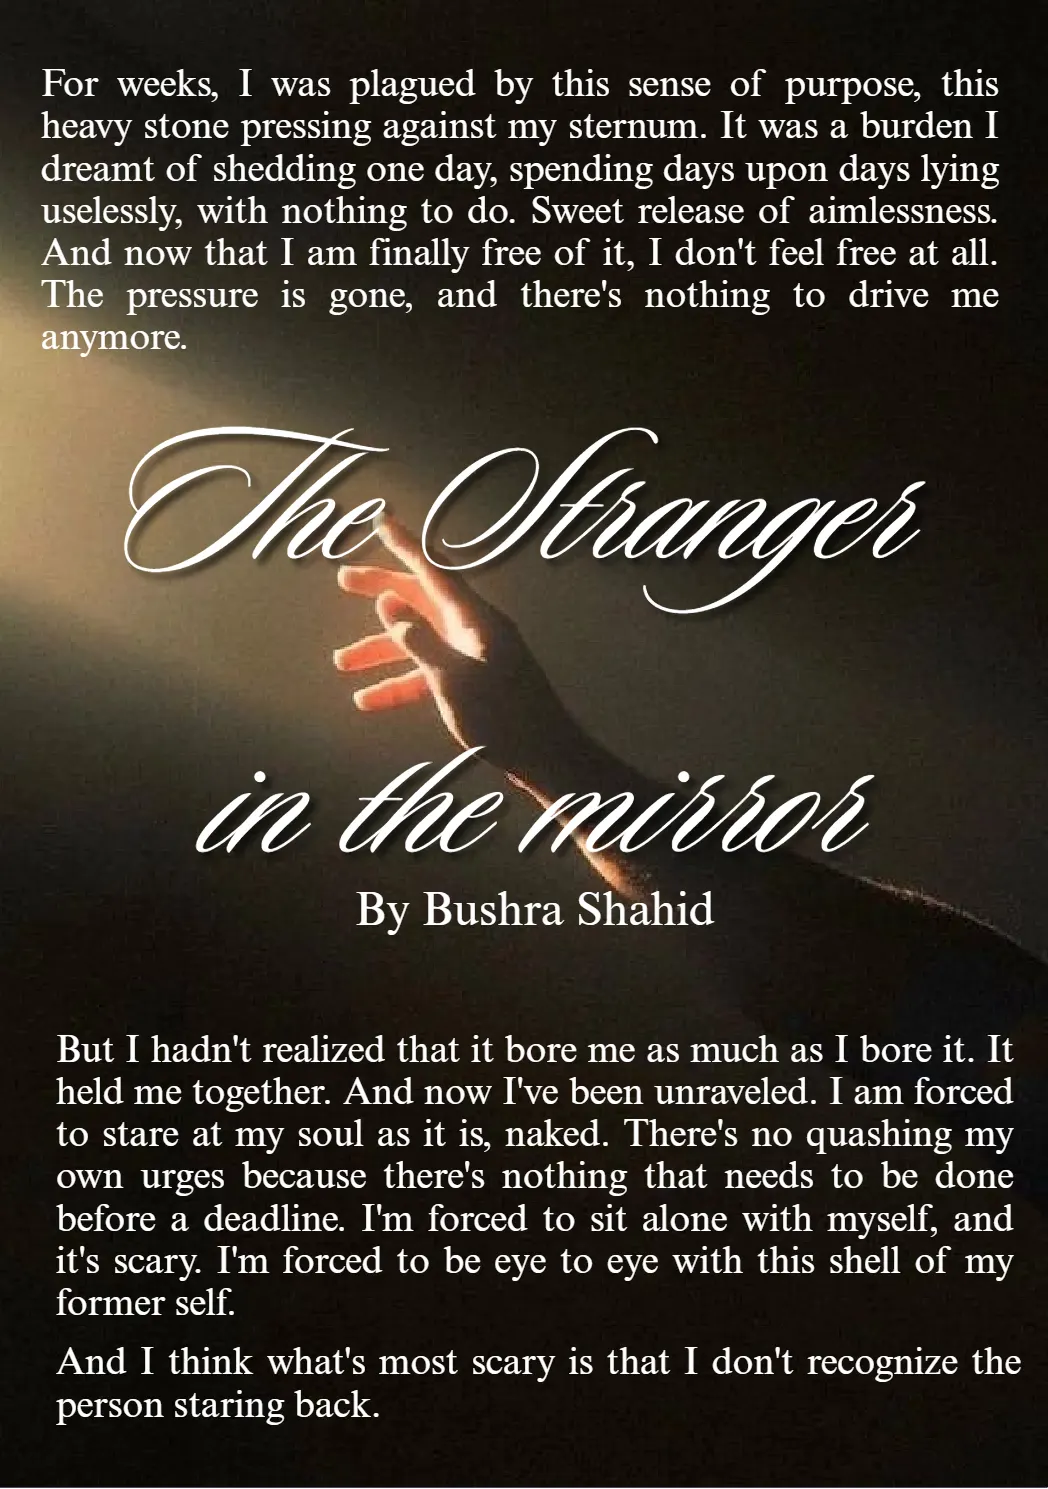 For weeks, I was plagued by this sense of purpose, this
heavy stone pressing against my sternum. It was a burden I
dreamt of shedding one day, spending days upon days lying
uselessly, with nothing to do. Sweet release of aimlessness.
And now that I am finally free of it, I don't feel free at all.
The pressure is gone, and there's nothing to drive me
anymore.
The Stranger
in the mirror
By Bushra Shahid
But I hadn't realized that it bore me as much as I bore it. It
held me together. And now I've been unraveled. I am forced
to stare at my soul as it is, naked. There's no quashing my
own urges because there's nothing that needs to be done
before a deadline. I'm forced to sit alone with myself, and
it's scary. I'm forced to be eye to eye with this shell of my
former self.
And I think what's most scary is that I don't recognize the
person staring back.